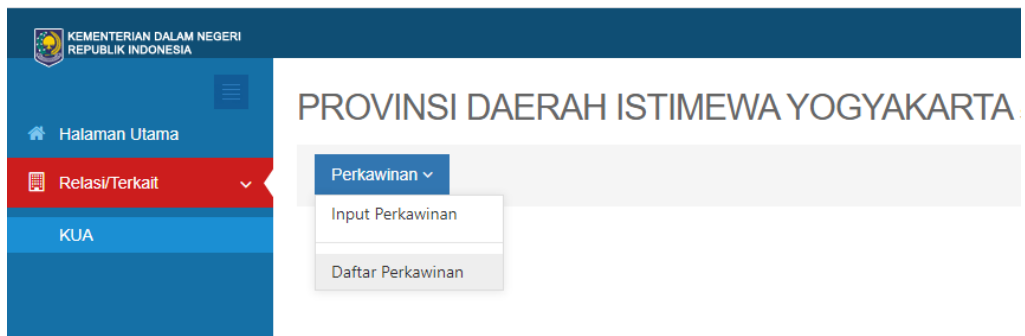 KEMENTERIAN DALAM NEGERI
REPUBLIK INDONESIA
Halaman Utama
Relasi/Terkait
KUA
PROVINSI DAERAH ISTIMEWA YOGYAKARTA
Perkawinan
Input Perkawinan
Daftar Perkawinan